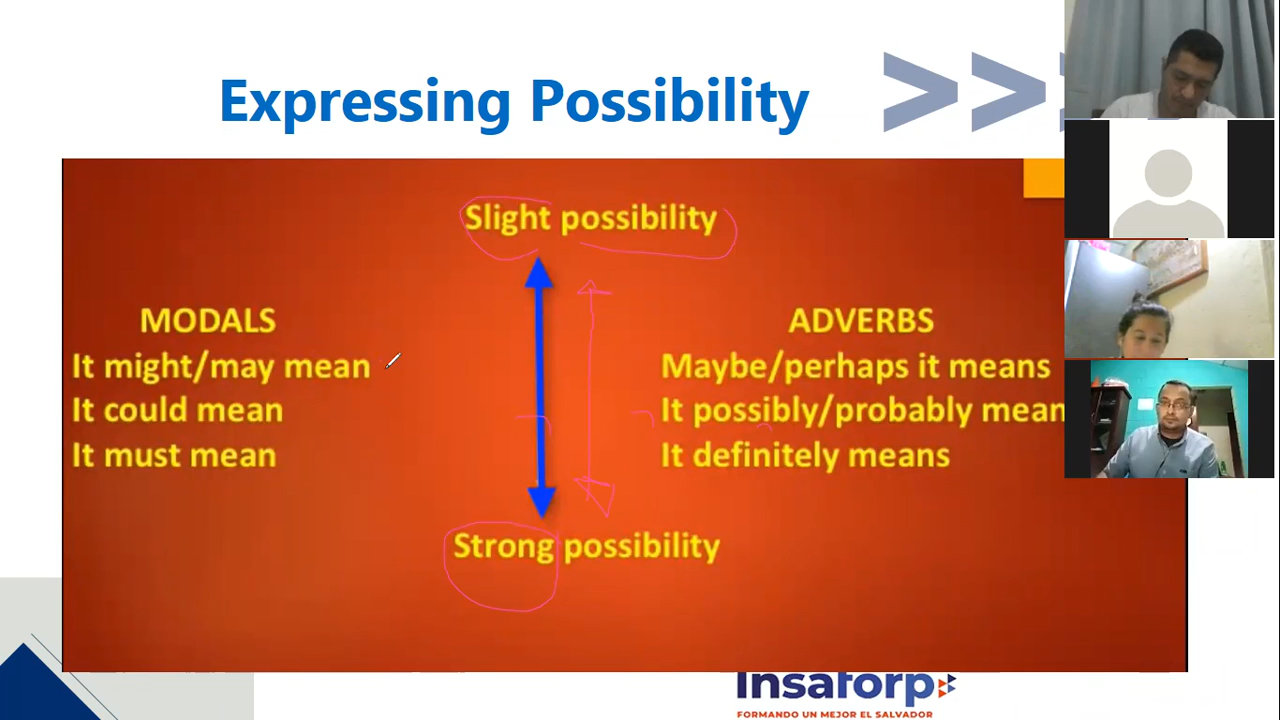 Expressing Possibility
Slight possibility
MODALS
It might/may mean
It could mean
It must mean
ADVERBS
Maybe/perhaps it means
It possibly/probably mean
It definitely means
Strong possibility
Insaforp
FORMANDO UN MEJOR EL SALVADOR